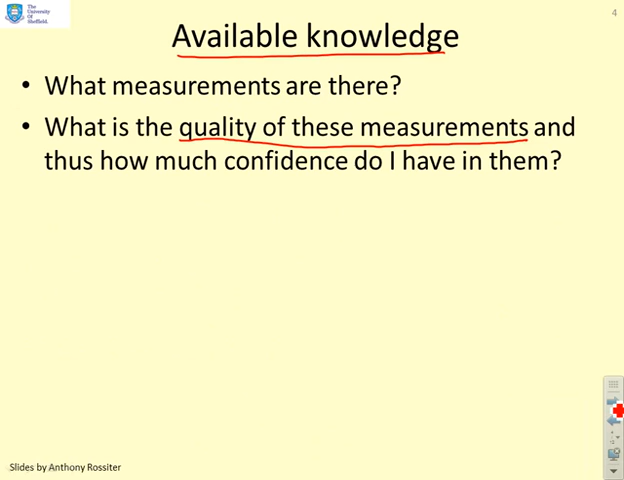 The
University
Of
Sheffield.
4
Available knowledge
• What measurements are there?
• What is the quality of these measurements and
thus how much confidence do I have in them?
Slides by Anthony Rossiter